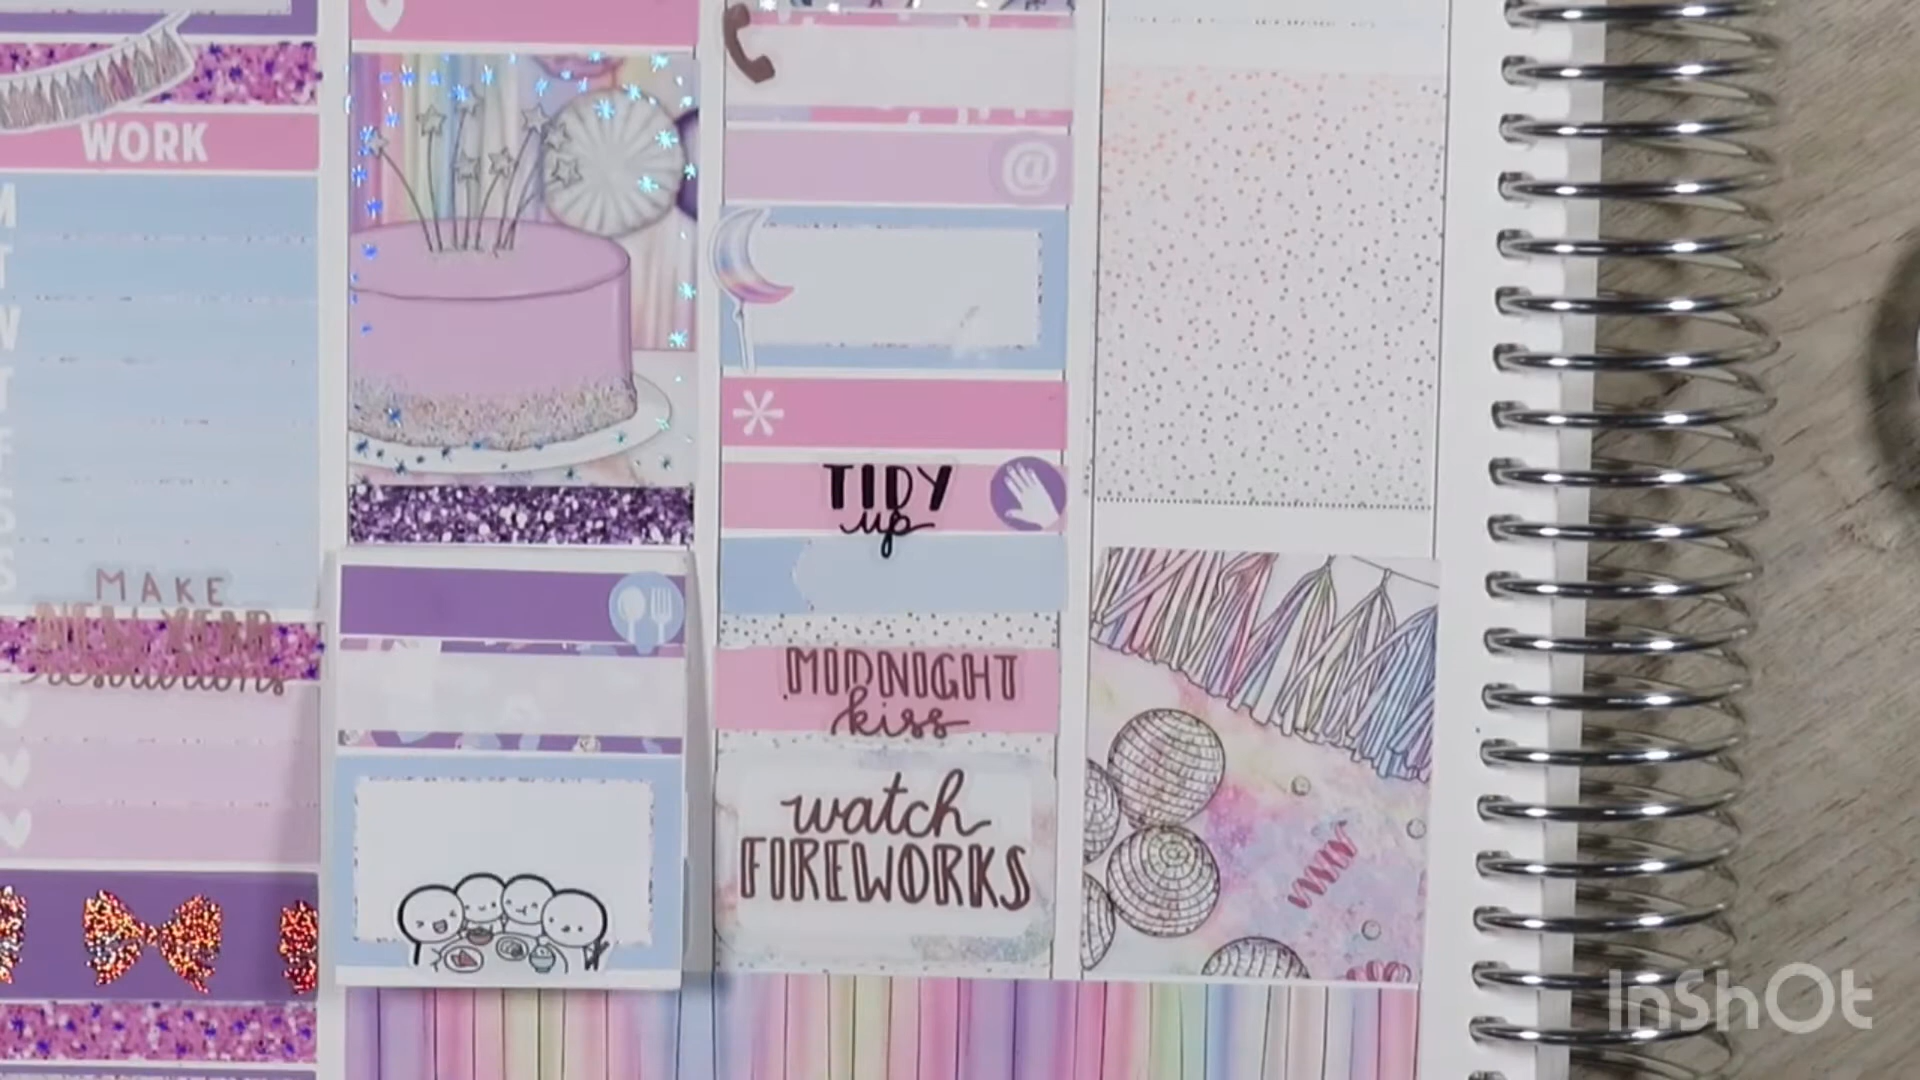 WORK
MAKE
NEW YEAR
resolutions
@
TIDY
up
MIDNIGHT
kiss
watch
FIREWORKS
InShOt